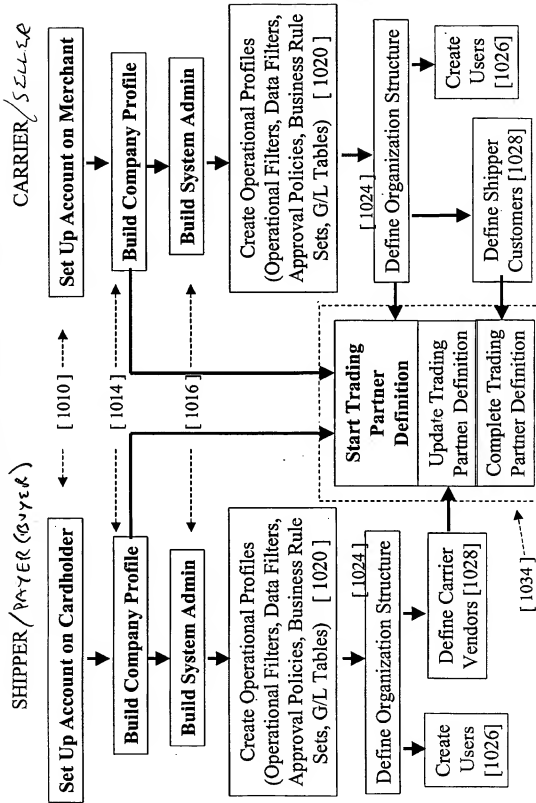 SHIPPER/PAYER (BUYER)
CARRIER/SELLER
Set Up Account on Cardholder
[1010]
Set Up Account on Merchant
Build Company Profile
[1014]
Build Company Profile
Build System Admin
[1016]
Build System Admin
Create Operational Profiles
(Operational Filters, Data Filters,
Approval Policies, Business Rule
Sets, G/L Tables) [1020]
Create Operational Profiles
(Operational Filters, Data Filters,
Approval Policies, Business Rule
Sets, G/L Tables) [1020]
[1024]
Define Organization Structure
[1024]
Define Organization Structure
Start Trading
Partner
Definition
Update Trading
Partner Definition
Complete Trading
Partner Definition
Create
Users
[1026]
Define Carrier
Vendors [1028]
Define Shipper
Customers [1028]
Create
Users
[1026]
[1034]